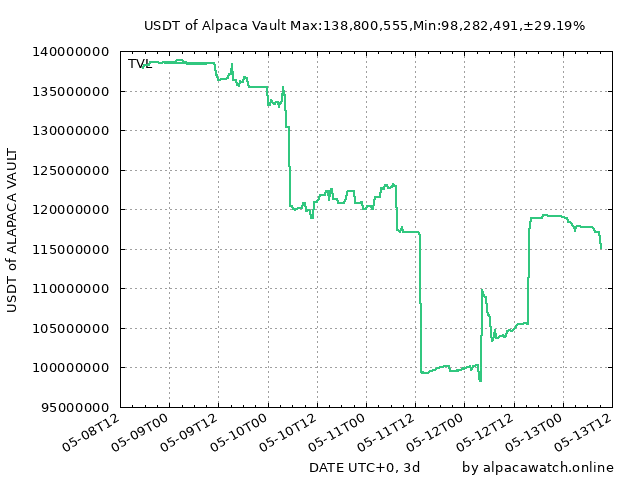 USDT of Alpaca Vault Max:138,800,555,Min:98,282,491,±29.19%
140000000
135000000
130000000
125000000
120000000
115000000
110000000
105000000
100000000
95000000
USDT of ALAPACA VAULT
TVL
05-08T12
05-09T00
05-09T12
05-10T00
05-10T12
05-11T00
05-11T12
05-12T00
05-12T12
05-13T00
05-13T12
DATE UTC+0, 3d
by alpacawatch.online